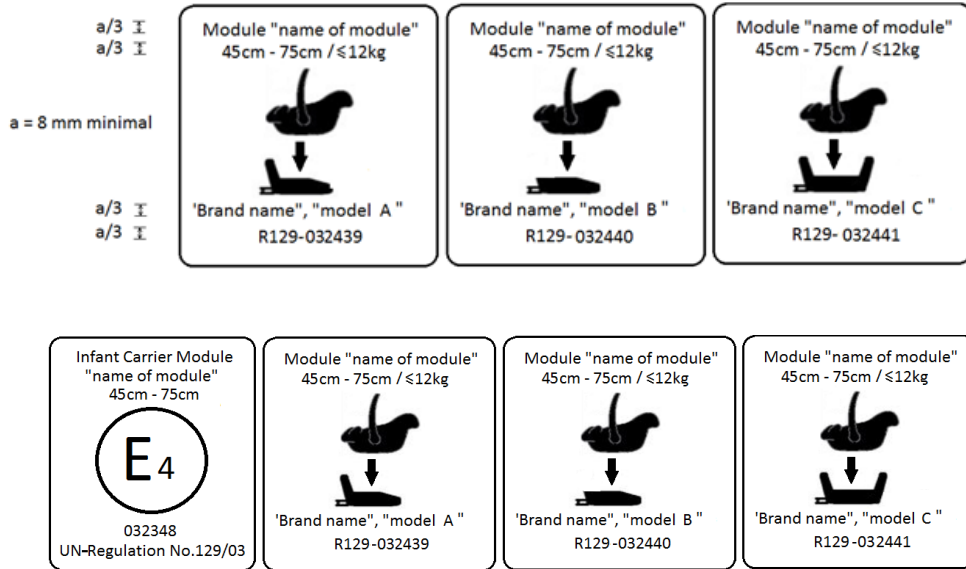 a/3
a/3
a = 8 mm minimal
a/3
a/3
Module "name of module"
45cm - 75cm / ≤12kg
'Brand name", "model A "
R129-032439
Module "name of module"
45cm - 75cm / ≤12kg
'Brand name", "model B "
R129- 032440
Module "name of module"
45cm - 75cm / ≤12kg
'Brand name", "model C "
R129- 032441
Infant Carrier Module
"name of module"
45cm - 75cm
E 4
032348
UN-Regulation No.129/03
Module "name of module"
45cm - 75cm / ≤12kg
'Brand name", "model A "
R129-032439
Module "name of module"
45cm - 75cm / ≤12kg
'Brand name", "model B "
R129-032440
Module "name of module"
45cm - 75cm / ≤12kg
'Brand name", "model C "
R129-032441